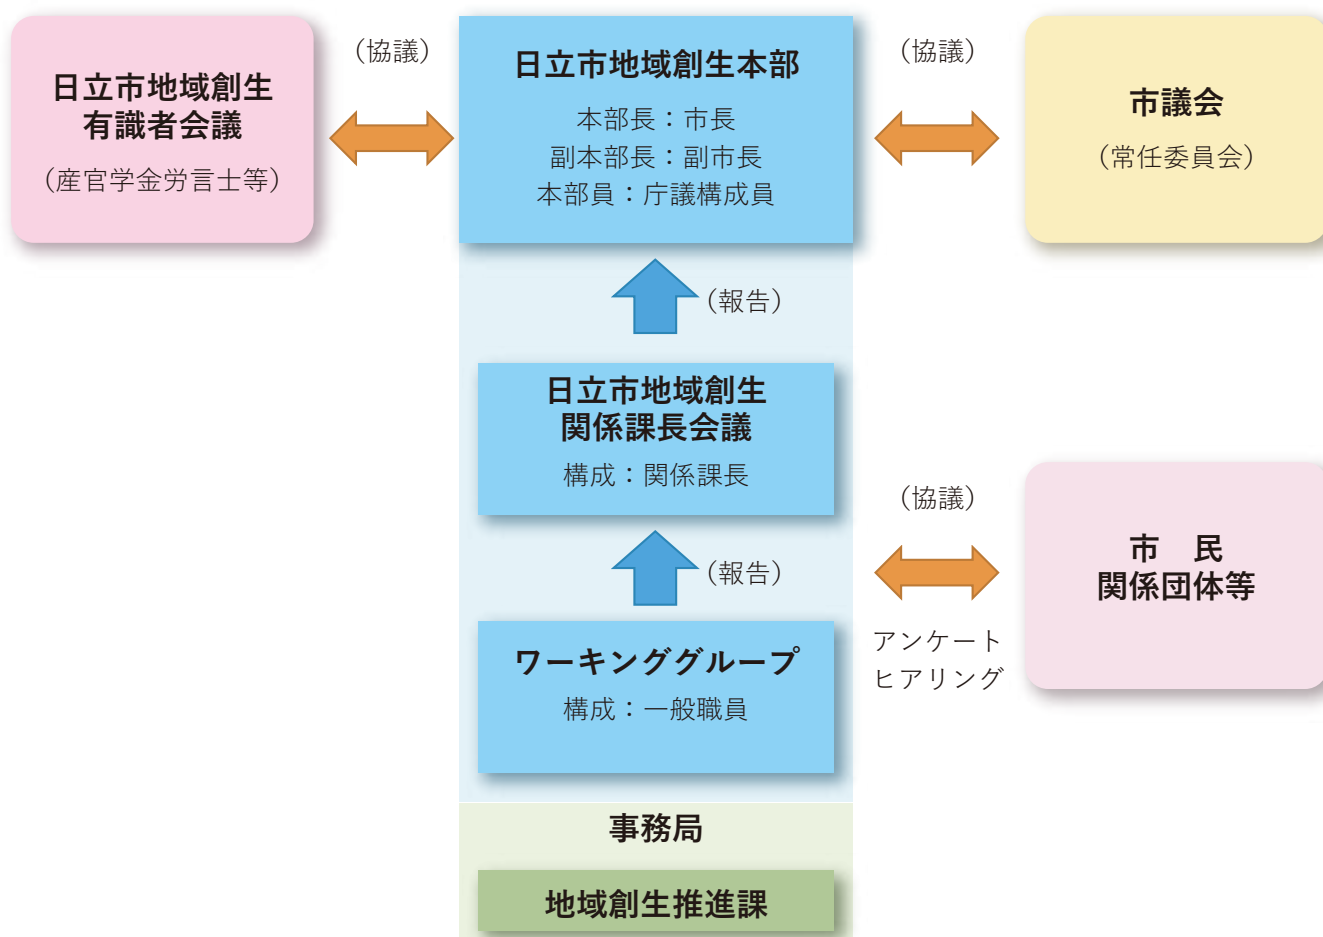 日立市地域創生
有識者会議
（産官学金労言士等）
（協議）
日立市地域創生本部
本部長：市長
副本部長：副市長
本部員：庁議構成員
（協議）
市議会
（常任委員会）
（報告）
日立市地域創生
関係課長会議
構成：関係課長
（報告）
ワーキンググループ
構成：一般職員
（協議）
アンケート
ヒアリング
市　民
関係団体等
事務局
地域創生推進課